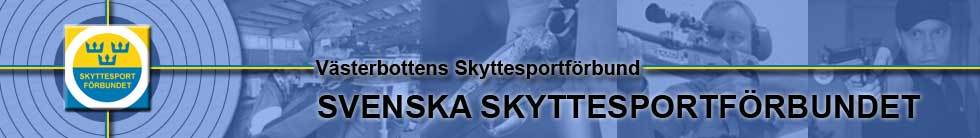 SKYTTESPORT
FÖRBUNDET
Västerbottens Skyttesportförbund
SVENSKA SKYTTESPORTFÖRBUNDET